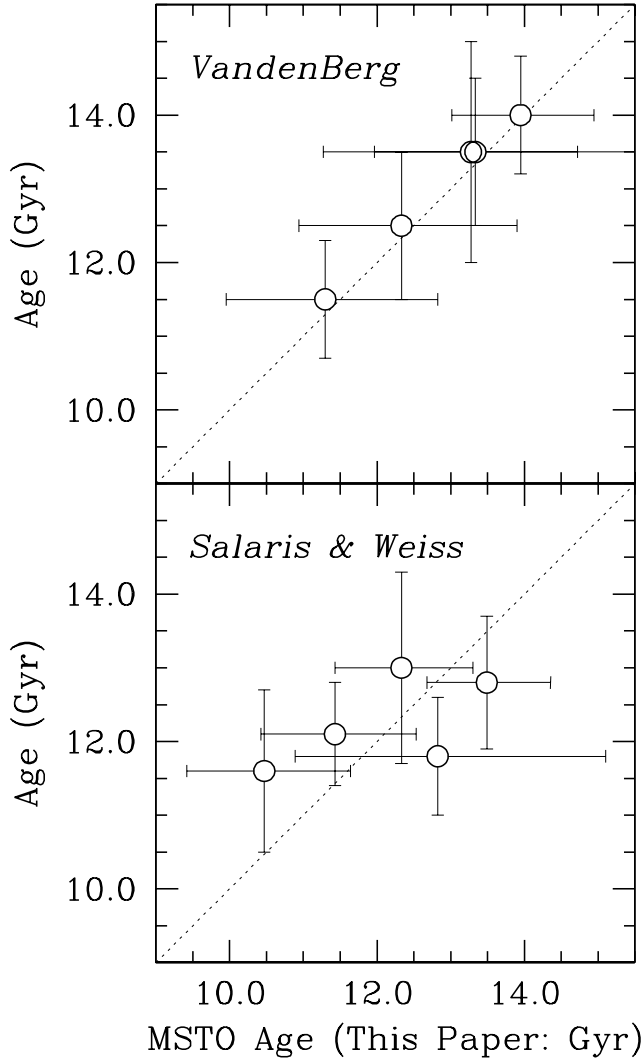 VandenBerg
14.0
12.0
10.0
Age (Gyr)
Salaris & Weiss
14.0
12.0
10.0
Age (Gyr)
10.0 12.0 14.0
MSTO Age (This Paper: Gyr)